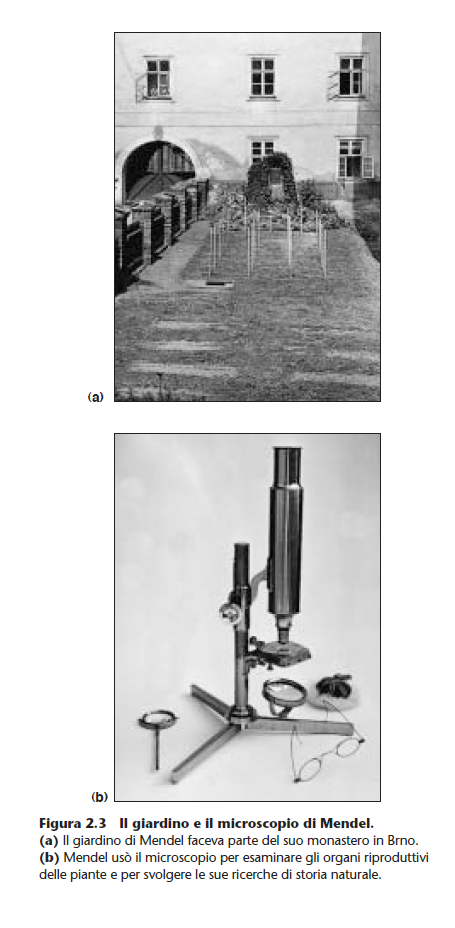 (a)
(b)
Figura 2.3 Il giardino e il microscopio di Mendel.
(a) Il giardino di Mendel faceva parte del suo monastero in Brno.
(b) Mendel usò il microscopio per esaminare gli organi riproduttivi
delle piante e per svolgere le sue ricerche di storia naturale.